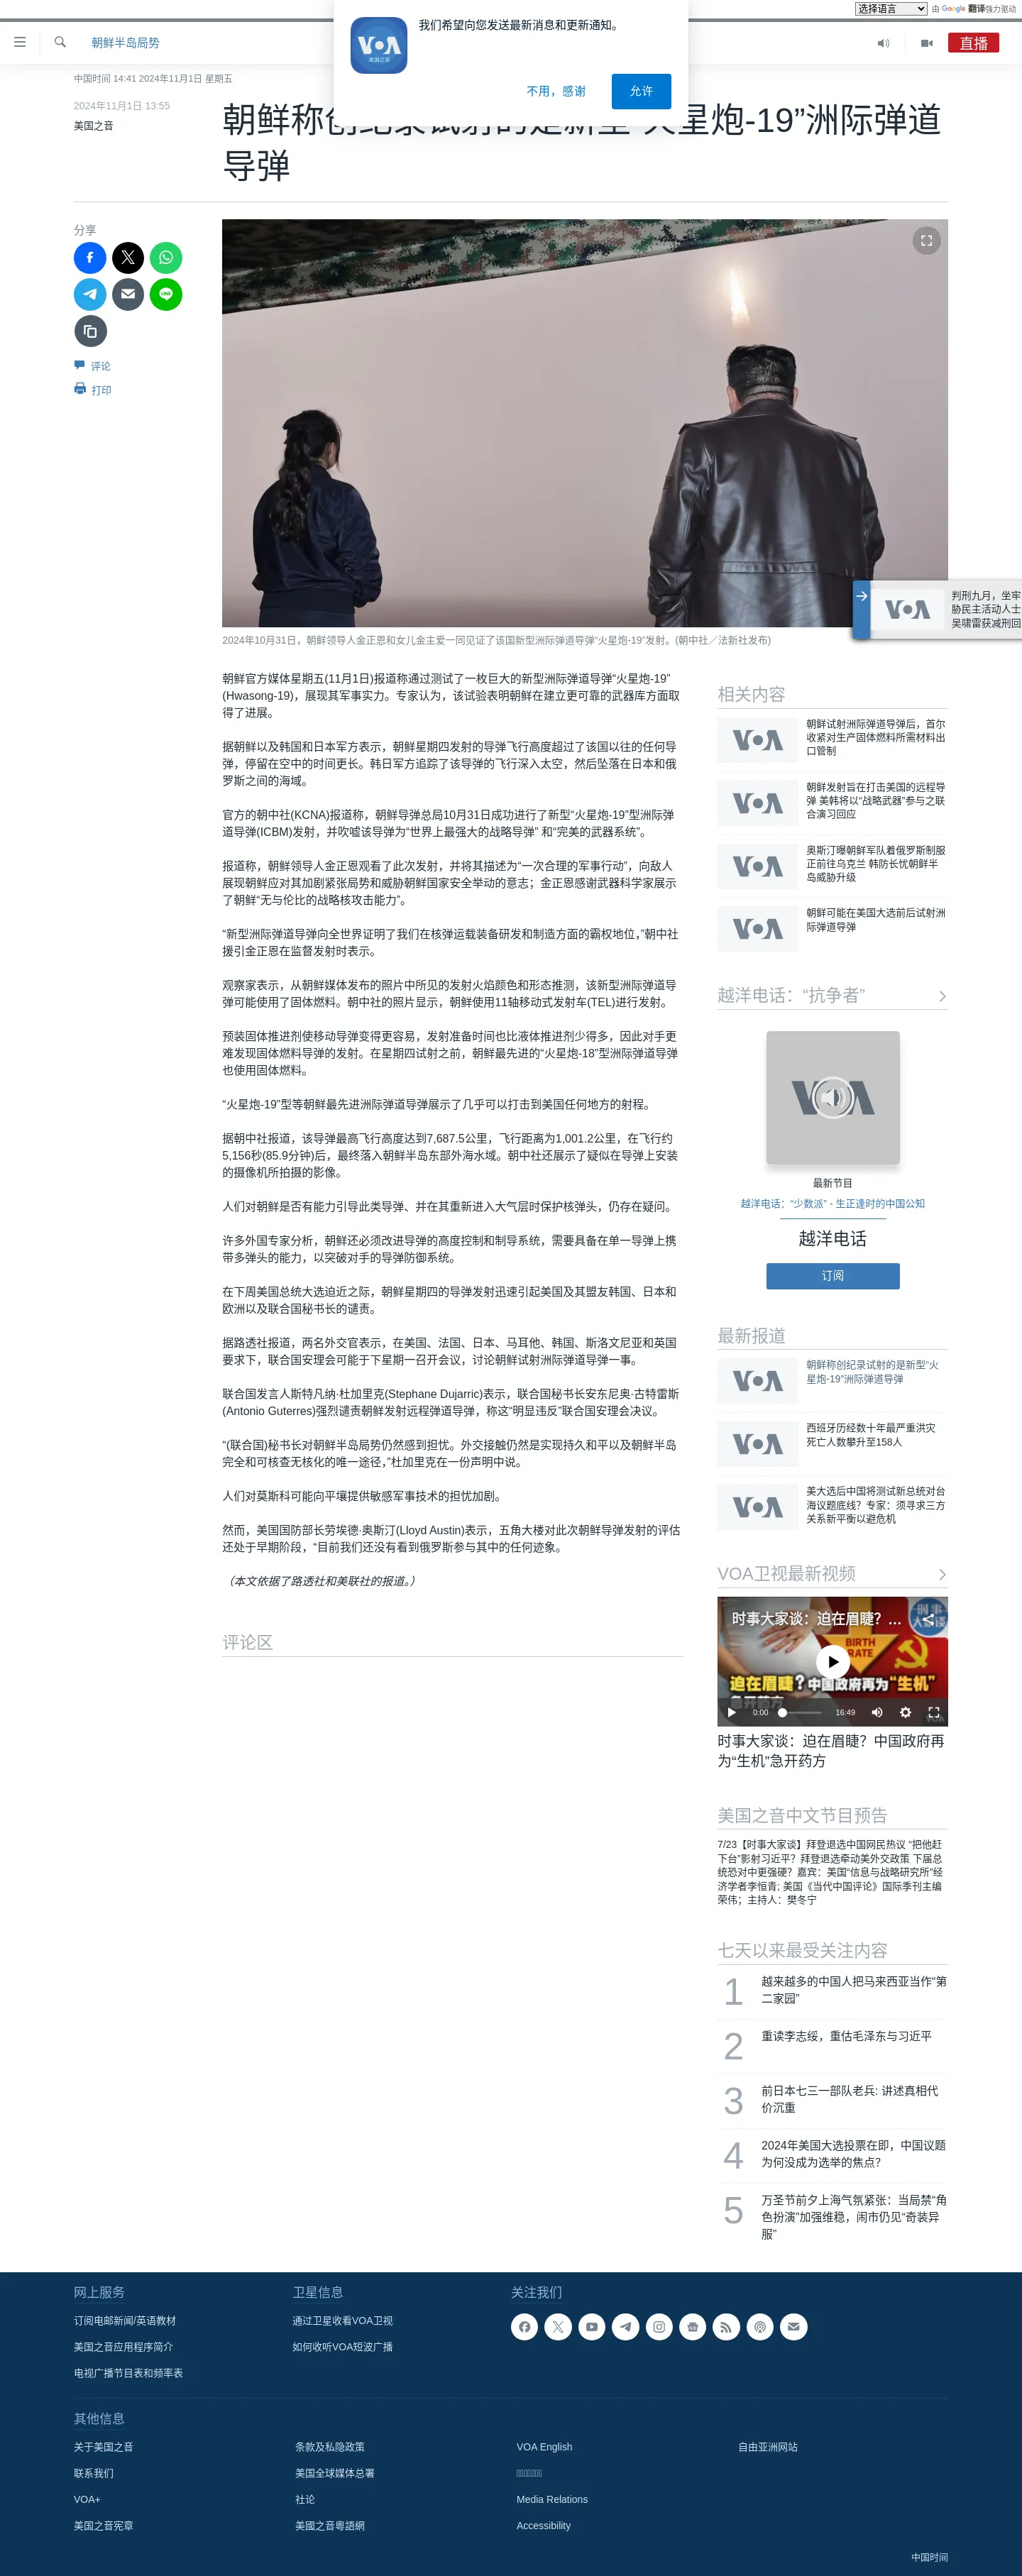 选择语言
由 Google 翻译强力驱动
我们希望向您发送最新消息和更新通知。
VOA
美国之音
不用，感谢
允许
朝鲜半岛局势
直播
中国时间 14:41 2024年11月1日 星期五
2024年11月1日 13:55
美国之音
朝鲜称创纪录试射的是新型“火星炮-19”洲际弹道
导弹
分享
评论
打印
判刑九月，坐牢
胁民主活动人士
吴啸雷获减刑回
VOA
2024年10月31日，朝鲜领导人金正恩和女儿金主爱一同见证了该国新型洲际弹道导弹“火星炮-19”发射。(朝中社／法新社发布)
朝鲜官方媒体星期五(11月1日)报道称通过测试了一枚巨大的新型洲际弹道导弹“火星炮-19”
(Hwasong-19)，展现其军事实力。专家认为，该试验表明朝鲜在建立更可靠的武器库方面取
得了进展。
据朝鲜以及韩国和日本军方表示，朝鲜星期四发射的导弹飞行高度超过了该国以往的任何导
弹，停留在空中的时间更长。韩日军方追踪了该导弹的飞行深入太空，然后坠落在日本和俄
罗斯之间的海域。
官方的朝中社(KCNA)报道称，朝鲜导弹总局10月31日成功进行了新型“火星炮-19”型洲际弹
道导弹(ICBM)发射，并吹嘘该导弹为“世界上最强大的战略导弹” 和“完美的武器系统”。
报道称，朝鲜领导人金正恩观看了此次发射，并将其描述为“一次合理的军事行动”，向敌人
展现朝鲜应对其加剧紧张局势和威胁朝鲜国家安全举动的意志；金正恩感谢武器科学家展示
了朝鲜“无与伦比的战略核攻击能力”。
“新型洲际弹道导弹向全世界证明了我们在核弹运载装备研发和制造方面的霸权地位，”朝中社
援引金正恩在监督发射时表示。
观察家表示，从朝鲜媒体发布的照片中所见的发射火焰颜色和形态推测，该新型洲际弹道导
弹可能使用了固体燃料。朝中社的照片显示，朝鲜使用11轴移动式发射车(TEL)进行发射。
预装固体推进剂使移动导弹变得更容易，发射准备时间也比液体推进剂少得多，因此对手更
难发现固体燃料导弹的发射。在星期四试射之前，朝鲜最先进的“火星炮-18”型洲际弹道导弹
也使用固体燃料。
“火星炮-19”型等朝鲜最先进洲际弹道导弹展示了几乎可以打击到美国任何地方的射程。
据朝中社报道，该导弹最高飞行高度达到7,687.5公里，飞行距离为1,001.2公里，在飞行约
5,156秒(85.9分钟)后，最终落入朝鲜半岛东部外海水域。朝中社还展示了疑似在导弹上安装
的摄像机所拍摄的影像。
人们对朝鲜是否有能力引导此类导弹、并在其重新进入大气层时保护核弹头，仍存在疑问。
许多外国专家分析，朝鲜还必须改进导弹的高度控制和制导系统，需要具备在单一导弹上携
带多弹头的能力，以突破对手的导弹防御系统。
在下周美国总统大选迫近之际，朝鲜星期四的导弹发射迅速引起美国及其盟友韩国、日本和
欧洲以及联合国秘书长的谴责。
据路透社报道，两名外交官表示，在美国、法国、日本、马耳他、韩国、斯洛文尼亚和英国
要求下，联合国安理会可能于下星期一召开会议，讨论朝鲜试射洲际弹道导弹一事。
联合国发言人斯特凡纳·杜加里克(Stephane Dujarric)表示，联合国秘书长安东尼奥·古特雷斯
(Antonio Guterres)强烈谴责朝鲜发射远程弹道导弹，称这“明显违反”联合国安理会决议。
“(联合国)秘书长对朝鲜半岛局势仍然感到担忧。外交接触仍然是实现持久和平以及朝鲜半岛
完全和可核查无核化的唯一途径，”杜加里克在一份声明中说。
人们对莫斯科可能向平壤提供敏感军事技术的担忧加剧。
然而，美国国防部长劳埃德·奥斯汀(Lloyd Austin)表示，五角大楼对此次朝鲜导弹发射的评估
还处于早期阶段，“目前我们还没有看到俄罗斯参与其中的任何迹象。
（本文依据了路透社和美联社的报道。）
评论区
相关内容
VOA
朝鲜试射洲际弹道导弹后，首尔
收紧对生产固体燃料所需材料出
口管制
VOA
朝鲜发射旨在打击美国的远程导
弹 美韩将以“战略武器”参与之联
合演习回应
VOA
奥斯汀曝朝鲜军队着俄罗斯制服
正前往乌克兰 韩防长忧朝鲜半
岛威胁升级
VOA
朝鲜可能在美国大选前后试射洲
际弹道导弹
越洋电话：“抗争者”
VOA
最新节目
越洋电话：“少数派” - 生正逢时的中国公知
越洋电话
订阅
最新报道
VOA
朝鲜称创纪录试射的是新型“火
星炮-19”洲际弹道导弹
VOA
西班牙历经数十年最严重洪灾
死亡人数攀升至158人
VOA
美大选后中国将测试新总统对台
海议题底线？专家：须寻求三方
关系新平衡以避危机
VOA卫视最新视频
时事大家谈：迫在眉睫？...
时事
大家谈
BIRTH
RATE
迫在眉睫？中国政府再为“生机”
急开药方
0:00
16:49
VOA
时事大家谈：迫在眉睫？中国政府再
为“生机”急开药方
美国之音中文节目预告
7/23【时事大家谈】拜登退选中国网民热议 “把他赶
下台”影射习近平？拜登退选牵动美外交政策 下届总
统恐对中更强硬？嘉宾：美国“信息与战略研究所”经
济学者李恒青; 美国《当代中国评论》国际季刊主编
荣伟；主持人：樊冬宁
七天以来最受关注内容
1
越来越多的中国人把马来西亚当作“第
二家园”
2
重读李志绥，重估毛泽东与习近平
3
前日本七三一部队老兵: 讲述真相代
价沉重
4
2024年美国大选投票在即，中国议题
为何没成为选举的焦点？
5
万圣节前夕上海气氛紧张：当局禁“角
色扮演”加强维稳，闹市仍见“奇装异
服”
网上服务
订阅电邮新闻/英语教材
美国之音应用程序简介
电视广播节目表和频率表
卫星信息
通过卫星收看VOA卫视
如何收听VOA短波广播
关注我们
其他信息
关于美国之音
条款及私隐政策
VOA English
自由亚洲网站
联系我们
美国全球媒体总署
VOA+
社论
Media Relations
美国之音宪章
美國之音粵語網
Accessibility
中国时间